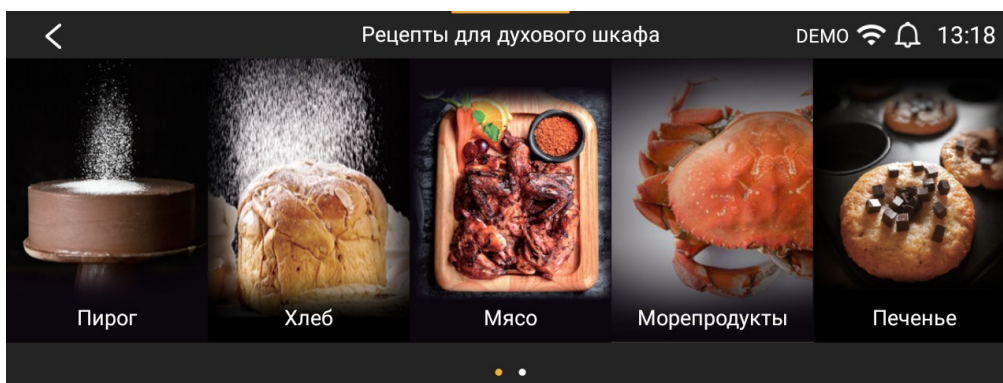 Рецепты для духового шкафа
DEMO 13:18
Пирог
Хлеб
Мясо
Морепродукты
Печенье